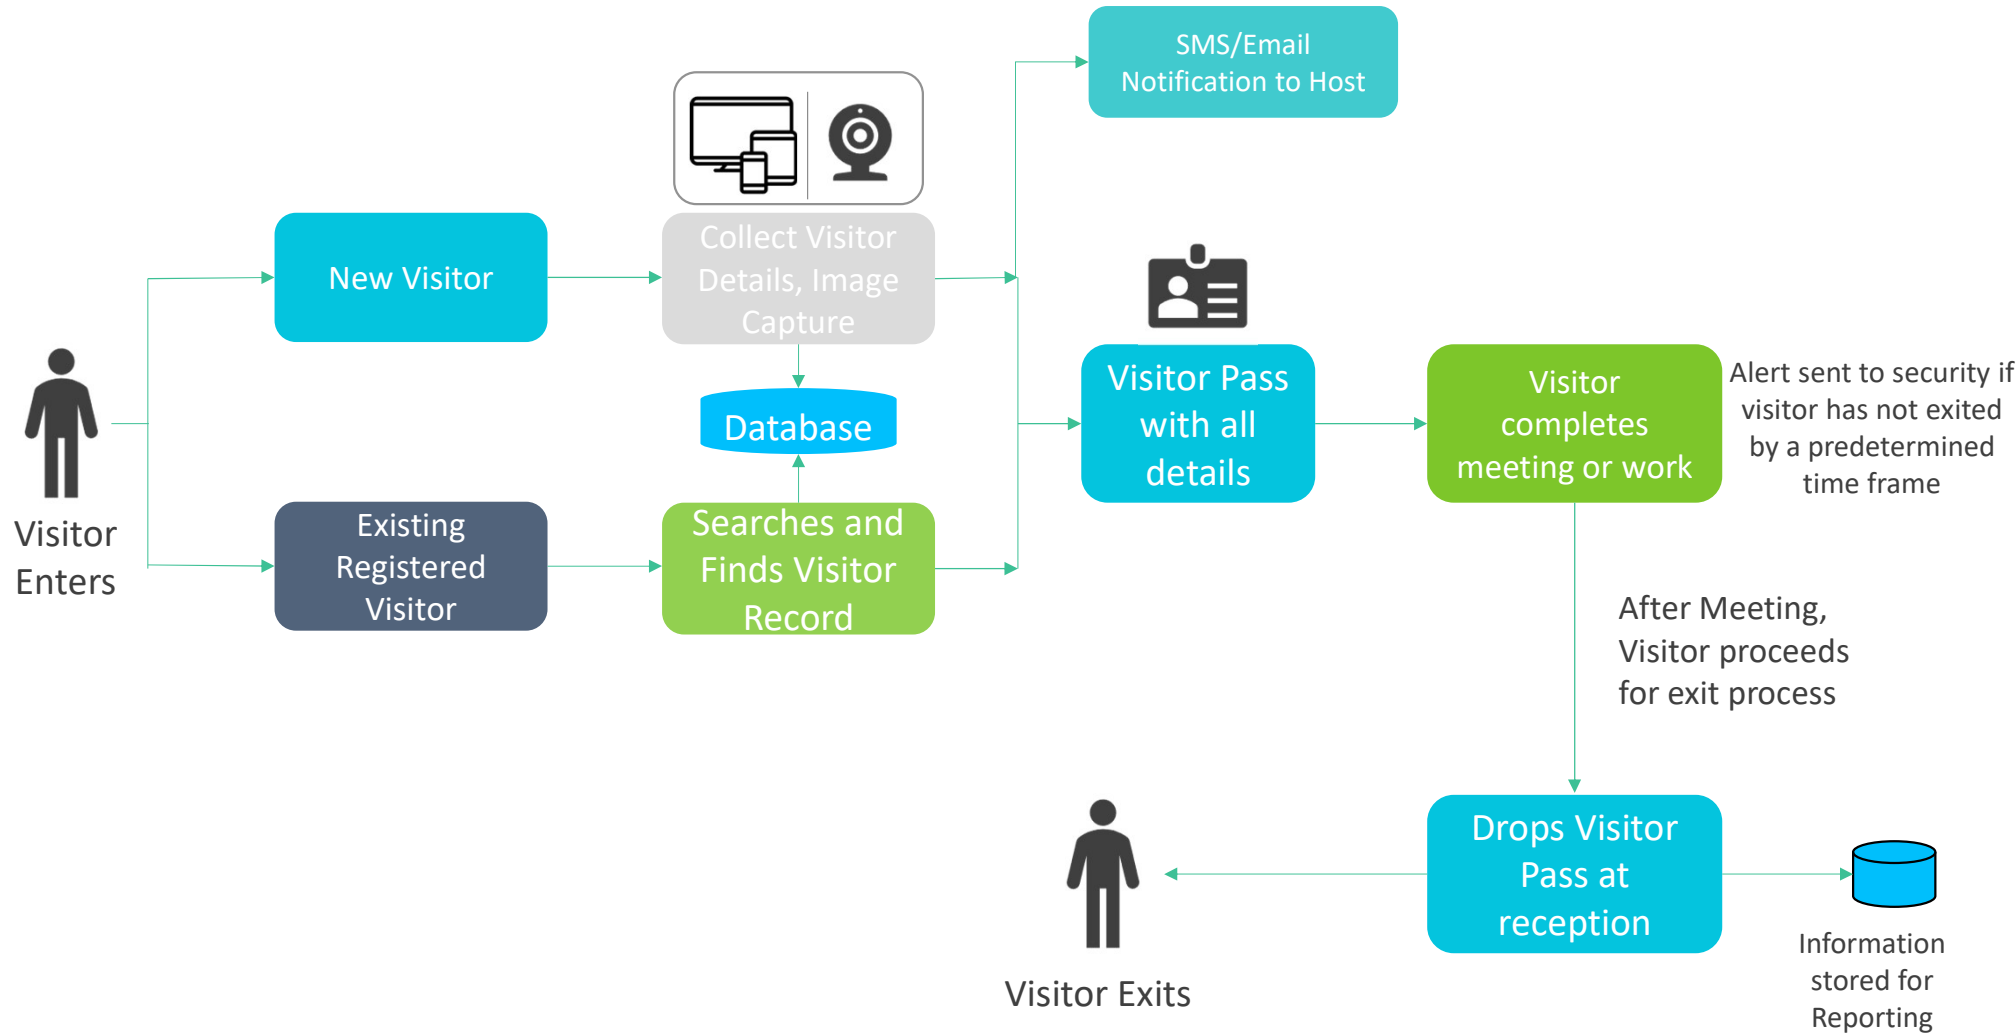 SMS/Email
Notification to Host
New Visitor
Collect Visitor
Details, Image
Capture
Visitor
Enters
Database
Existing
Registered
Visitor
Searches and
Finds Visitor
Record
Visitor Pass
with all
details
Visitor
completes
meeting or work
Alert sent to security if
visitor has not exited
by a predetermined
time frame
After Meeting,
Visitor proceeds
for exit process
Drops Visitor
Pass at
reception
Visitor Exits
Information
stored for
Reporting